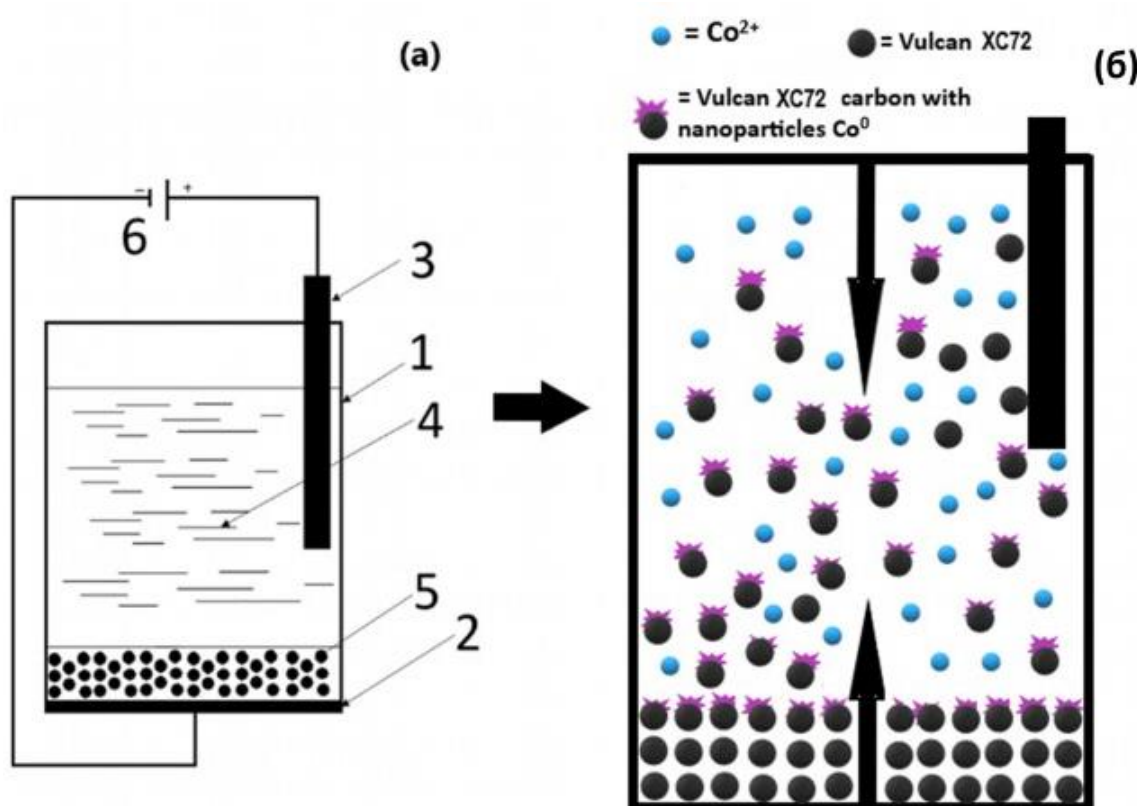 (а)
− +
6
3
1
4
5
2
= Co²⁺
= Vulcan XC72
(б)
= Vulcan XC72 carbon with
nanoparticles Co⁰